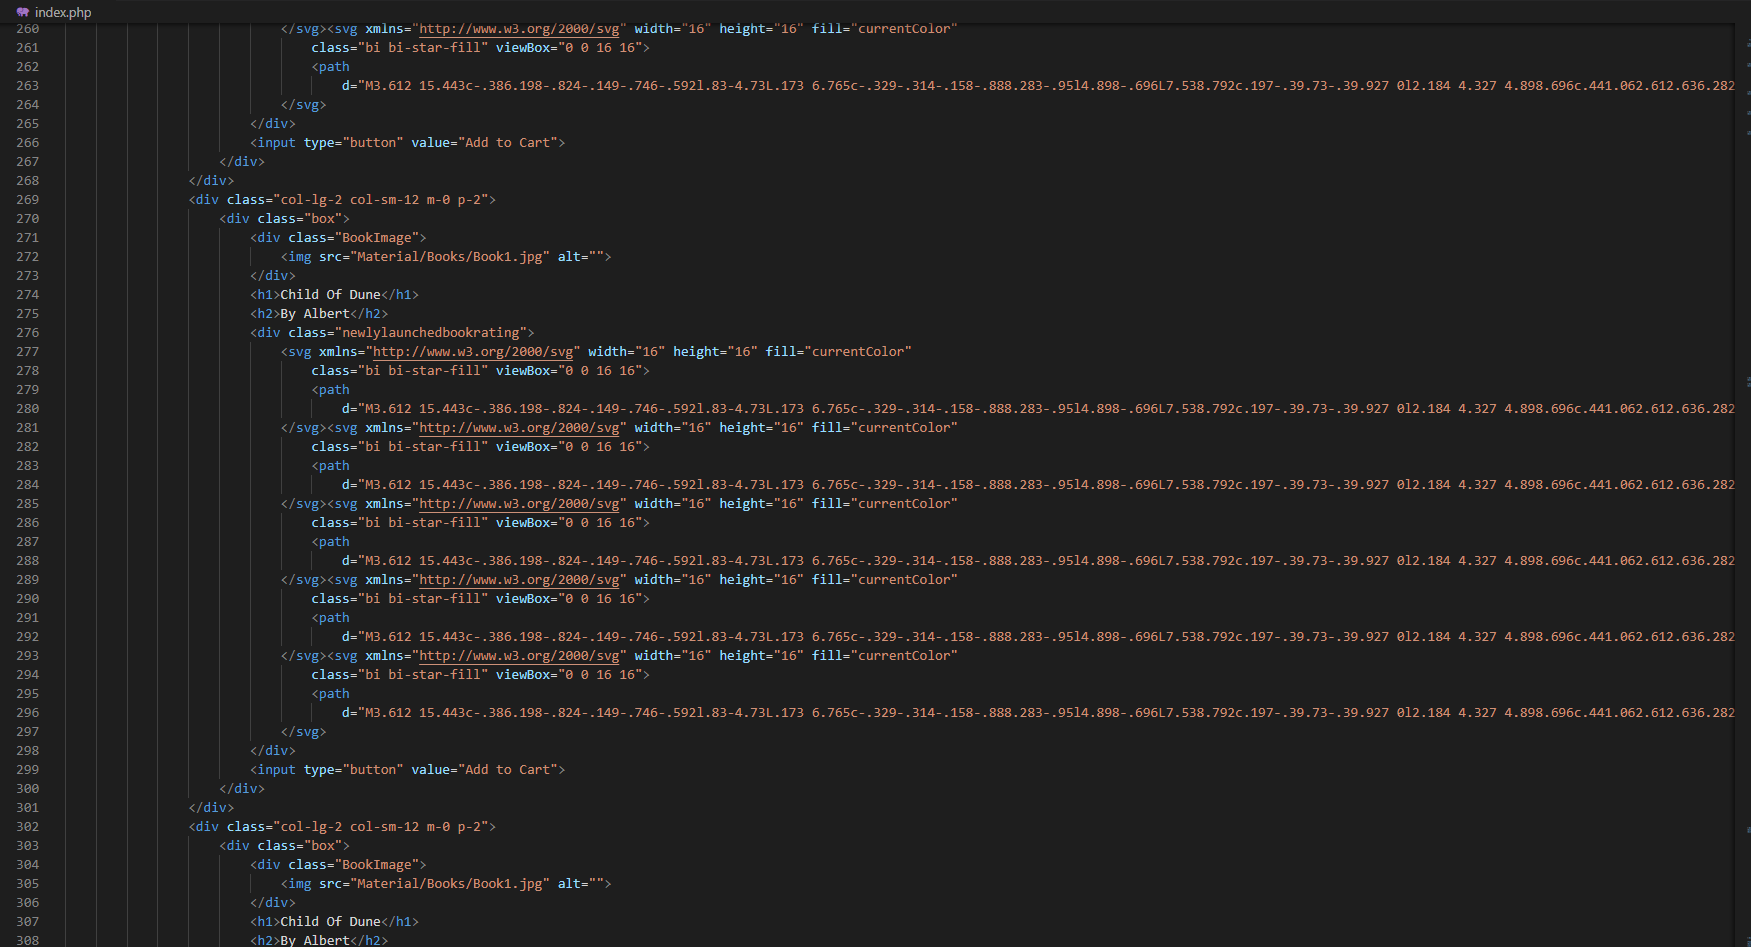 index.php
260 </svg><svg xmlns="http://www.w3.org/2000/svg" width="16" height="16" fill="currentColor"
261 class="bi bi-star-fill" viewBox="0 0 16 16">
262 <path
263 d="M3.612 15.443c-.386.198-.824-.149-.746-.592l.83-4.73L.173 6.765c-.329-.314-.158-.888.283-.95l4.898-.696L7.538.792c.197-.39.73-.39.927 0l2.184 4.327 4.898.696c.441.062.612.636.282
264 </svg>
265 </div>
266 <input type="button" value="Add to Cart">
267 </div>
268 </div>
269 <div class="col-lg-2 col-sm-12 m-0 p-2">
270 <div class="box">
271 <div class="BookImage">
272 <img src="Material/Books/Book1.jpg" alt="">
273 </div>
274 <h1>Child Of Dune</h1>
275 <h2>By Albert</h2>
276 <div class="newlylaunchedbookrating">
277 <svg xmlns="http://www.w3.org/2000/svg" width="16" height="16" fill="currentColor"
278 class="bi bi-star-fill" viewBox="0 0 16 16">
279 <path
280 d="M3.612 15.443c-.386.198-.824-.149-.746-.592l.83-4.73L.173 6.765c-.329-.314-.158-.888.283-.95l4.898-.696L7.538.792c.197-.39.73-.39.927 0l2.184 4.327 4.898.696c.441.062.612.636.282
281 </svg><svg xmlns="http://www.w3.org/2000/svg" width="16" height="16" fill="currentColor"
282 class="bi bi-star-fill" viewBox="0 0 16 16">
283 <path
284 d="M3.612 15.443c-.386.198-.824-.149-.746-.592l.83-4.73L.173 6.765c-.329-.314-.158-.888.283-.95l4.898-.696L7.538.792c.197-.39.73-.39.927 0l2.184 4.327 4.898.696c.441.062.612.636.282
285 </svg><svg xmlns="http://www.w3.org/2000/svg" width="16" height="16" fill="currentColor"
286 class="bi bi-star-fill" viewBox="0 0 16 16">
287 <path
288 d="M3.612 15.443c-.386.198-.824-.149-.746-.592l.83-4.73L.173 6.765c-.329-.314-.158-.888.283-.95l4.898-.696L7.538.792c.197-.39.73-.39.927 0l2.184 4.327 4.898.696c.441.062.612.636.282
289 </svg><svg xmlns="http://www.w3.org/2000/svg" width="16" height="16" fill="currentColor"
290 class="bi bi-star-fill" viewBox="0 0 16 16">
291 <path
292 d="M3.612 15.443c-.386.198-.824-.149-.746-.592l.83-4.73L.173 6.765c-.329-.314-.158-.888.283-.95l4.898-.696L7.538.792c.197-.39.73-.39.927 0l2.184 4.327 4.898.696c.441.062.612.636.282
293 </svg><svg xmlns="http://www.w3.org/2000/svg" width="16" height="16" fill="currentColor"
294 class="bi bi-star-fill" viewBox="0 0 16 16">
295 <path
296 d="M3.612 15.443c-.386.198-.824-.149-.746-.592l.83-4.73L.173 6.765c-.329-.314-.158-.888.283-.95l4.898-.696L7.538.792c.197-.39.73-.39.927 0l2.184 4.327 4.898.696c.441.062.612.636.282
297 </svg>
298 </div>
299 <input type="button" value="Add to Cart">
300 </div>
301 </div>
302 <div class="col-lg-2 col-sm-12 m-0 p-2">
303 <div class="box">
304 <div class="BookImage">
305 <img src="Material/Books/Book1.jpg" alt="">
306 </div>
307 <h1>Child Of Dune</h1>
308 <h2>By Albert</h2>